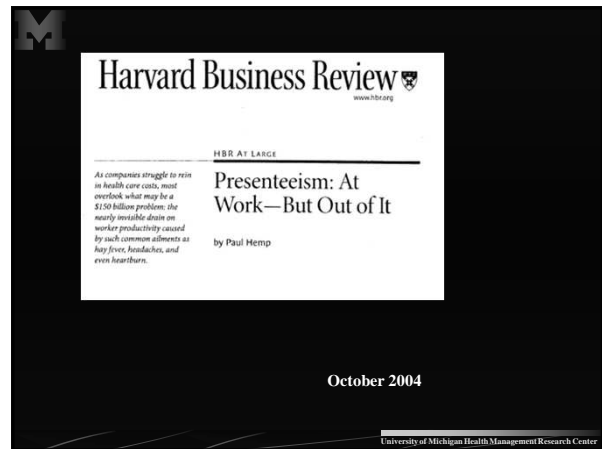 M
Harvard Business Review
www.hbr.org
HBR AT LARGE
As companies struggle to rein
in health care costs, most
overlook what may be a
$150 billion problem: the
nearly invisible drain on
worker productivity caused
by such common ailments as
hay fever, headaches, and
even heartburn.
Presenteeism: At
Work—But Out of It
by Paul Hemp
October 2004
University of Michigan Health Management Research Center